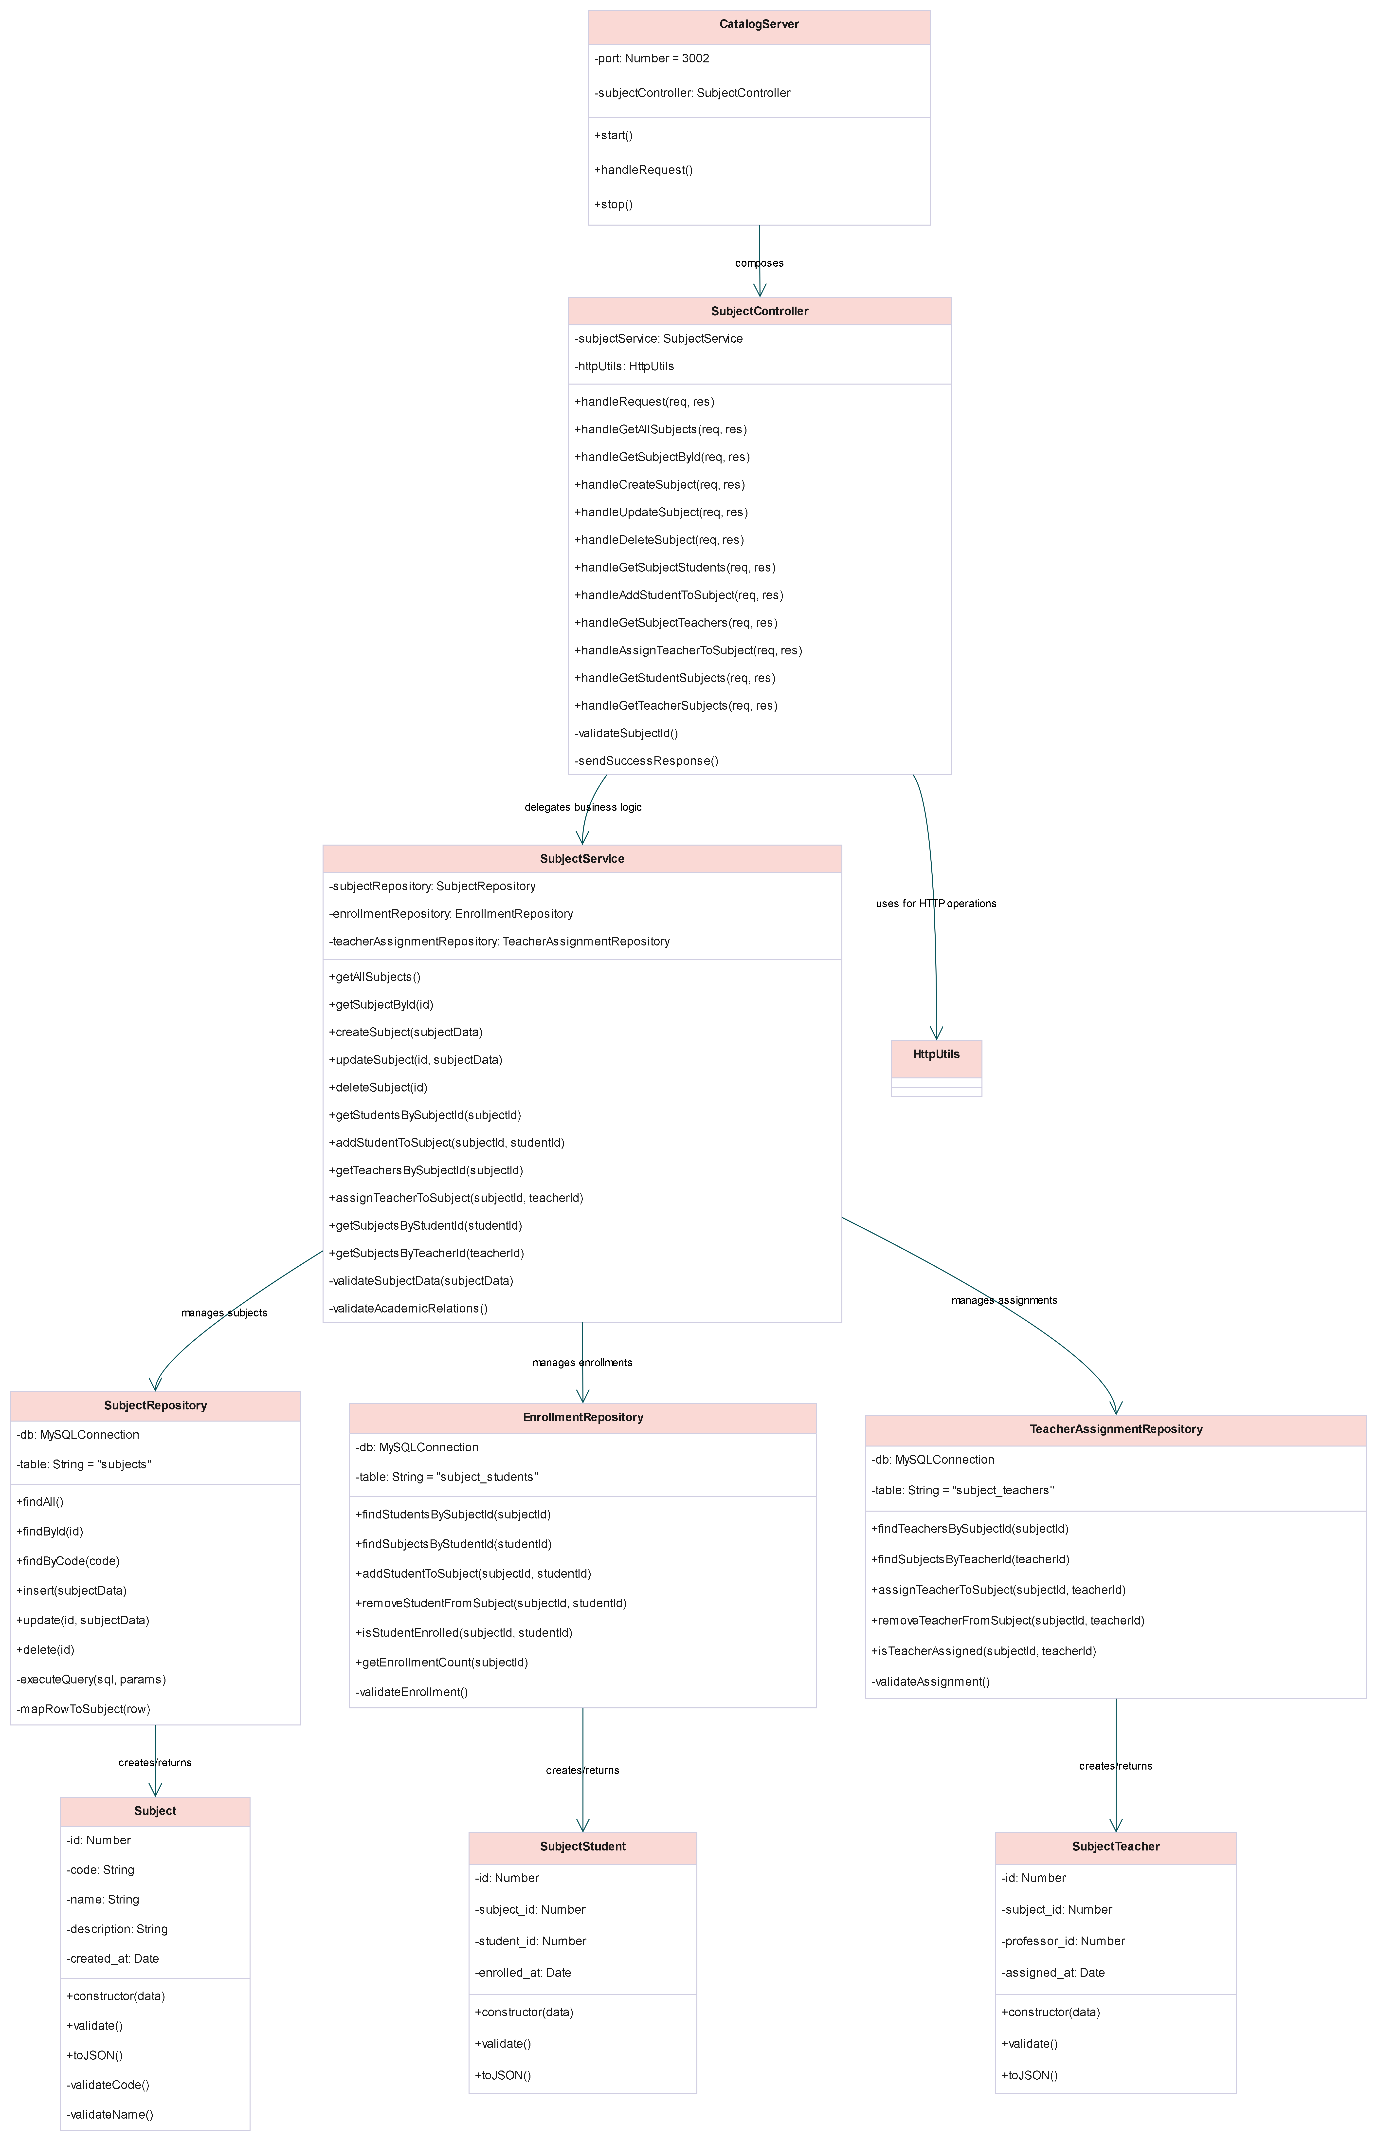 CatalogServer
-port: Number = 3002
-subjectController: SubjectController
+start()
+handleRequest()
+stop()
composes
SubjectController
-subjectService: SubjectService
-httpUtils: HttpUtils
+handleRequest(req, res)
+handleGetAllSubjects(req, res)
+handleGetSubjectById(req, res)
+handleCreateSubject(req, res)
+handleUpdateSubject(req, res)
+handleDeleteSubject(req, res)
+handleGetSubjectStudents(req, res)
+handleAddStudentToSubject(req, res)
+handleGetSubjectTeachers(req, res)
+handleAssignTeacherToSubject(req, res)
+handleGetStudentSubjects(req, res)
+handleGetTeacherSubjects(req, res)
-validateSubjectId()
-sendSuccessResponse()
delegates business logic
uses for HTTP operations
HttpUtils
SubjectService
-subjectRepository: SubjectRepository
-enrollmentRepository: EnrollmentRepository
-teacherAssignmentRepository: TeacherAssignmentRepository
+getAllSubjects()
+getSubjectById(id)
+createSubject(subjectData)
+updateSubject(id, subjectData)
+deleteSubject(id)
+getStudentsBySubjectId(subjectId)
+addStudentToSubject(subjectId, studentId)
+getTeachersBySubjectId(subjectId)
+assignTeacherToSubject(subjectId, teacherId)
+getSubjectsByStudentId(studentId)
+getSubjectsByTeacherId(teacherId)
-validateSubjectData(subjectData)
-validateAcademicRelations()
manages subjects
manages enrollments
manages assignments
SubjectRepository
-db: MySQLConnection
-table: String = "subjects"
+findAll()
+findById(id)
+findByCode(code)
+insert(subjectData)
+update(id, subjectData)
+delete(id)
-executeQuery(sql, params)
-mapRowToSubject(row)
EnrollmentRepository
-db: MySQLConnection
-table: String = "subject_students"
+findStudentsBySubjectId(subjectId)
+findSubjectsByStudentId(studentId)
+addStudentToSubject(subjectId, studentId)
+removeStudentFromSubject(subjectId, studentId)
+isStudentEnrolled(subjectId, studentId)
+getEnrollmentCount(subjectId)
-validateEnrollment()
TeacherAssignmentRepository
-db: MySQLConnection
-table: String = "subject_teachers"
+findTeachersBySubjectId(subjectId)
+findSubjectsByTeacherId(teacherId)
+assignTeacherToSubject(subjectId, teacherId)
+removeTeacherFromSubject(subjectId, teacherId)
+isTeacherAssigned(subjectId, teacherId)
-validateAssignment()
creates/returns
creates/returns
creates/returns
Subject
-id: Number
-code: String
-name: String
-description: String
-created_at: Date
+constructor(data)
+validate()
+toJSON()
-validateCode()
-validateName()
SubjectStudent
-id: Number
-subject_id: Number
-student_id: Number
-enrolled_at: Date
+constructor(data)
+validate()
+toJSON()
SubjectTeacher
-id: Number
-subject_id: Number
-professor_id: Number
-assigned_at: Date
+constructor(data)
+validate()
+toJSON()